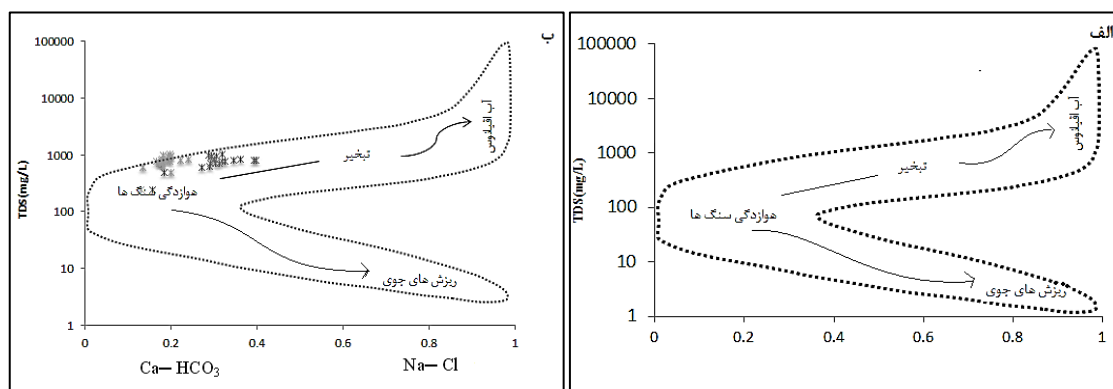 الف
100000
10000
1000
100
10
1
TDS(mg/L)
0
0.2
0.4
0.6
0.8
1
آب اقیانوس
تبخیر
هوازدگی سنگ ها
ریزش های جوی
ب
100000
10000
1000
100
10
1
TDS(mg/L)
0
0.2
0.4
0.6
0.8
1
آب اقیانوس
تبخیر
هوازدگی سنگ ها
ریزش های جوی
Ca– HCO₃
Na– Cl